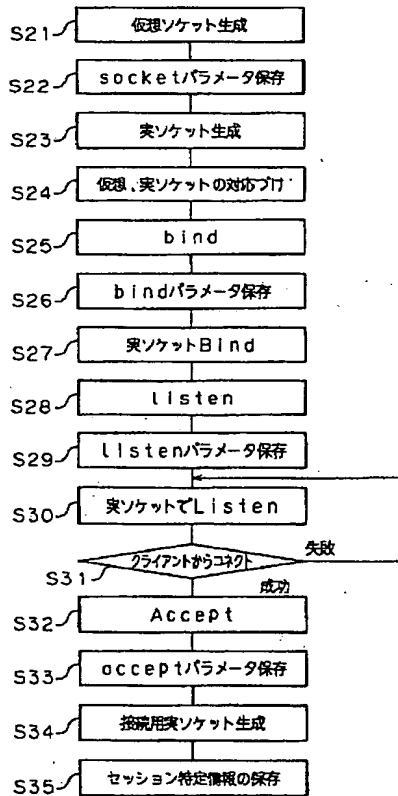 S21 仮想ソケット生成
S22 socketパラメータ保存
S23 実ソケット生成
S24 仮想、実ソケットの対応づけ
S25 bind
S26 bindパラメータ保存
S27 実ソケットBind
S28 listen
S29 listenパラメータ保存
S30 実ソケットでListen
S31 クライアントからコネクト 失敗
成功
S32 Accept
S33 acceptパラメータ保存
S34 接続用実ソケット生成
S35 セッション特定情報の保存